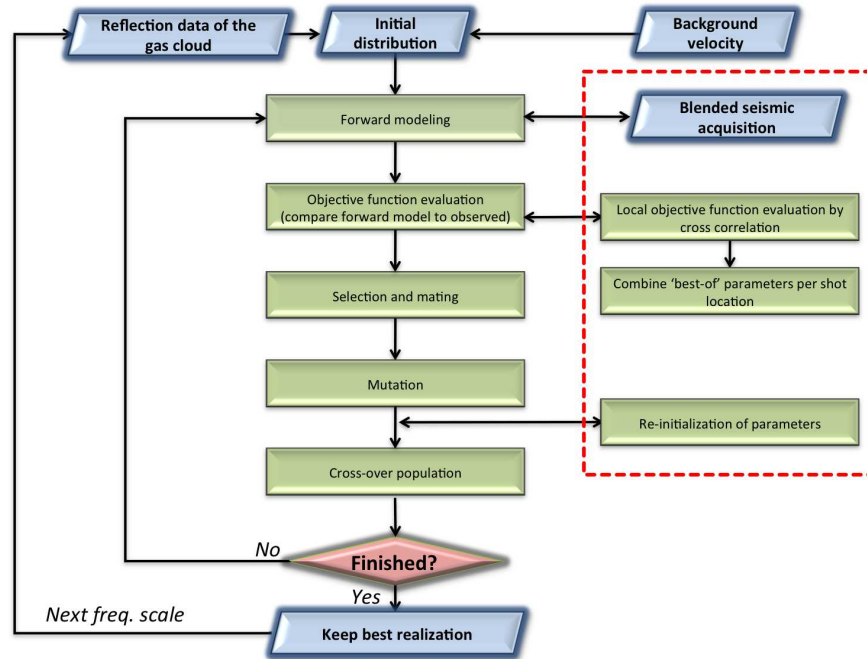 Reflection data of the
gas cloud
Initial
distribution
Background
velocity
Forward modeling
Blended seismic
acquisition
Objective function evaluation
(compare forward model to observed)
Local objective function evaluation by
cross correlation
Combine ‘best-of’ parameters per shot
location
Selection and mating
Mutation
Re-initialization of parameters
Cross-over population
No
Finished?
Yes
Next freq. scale
Keep best realization